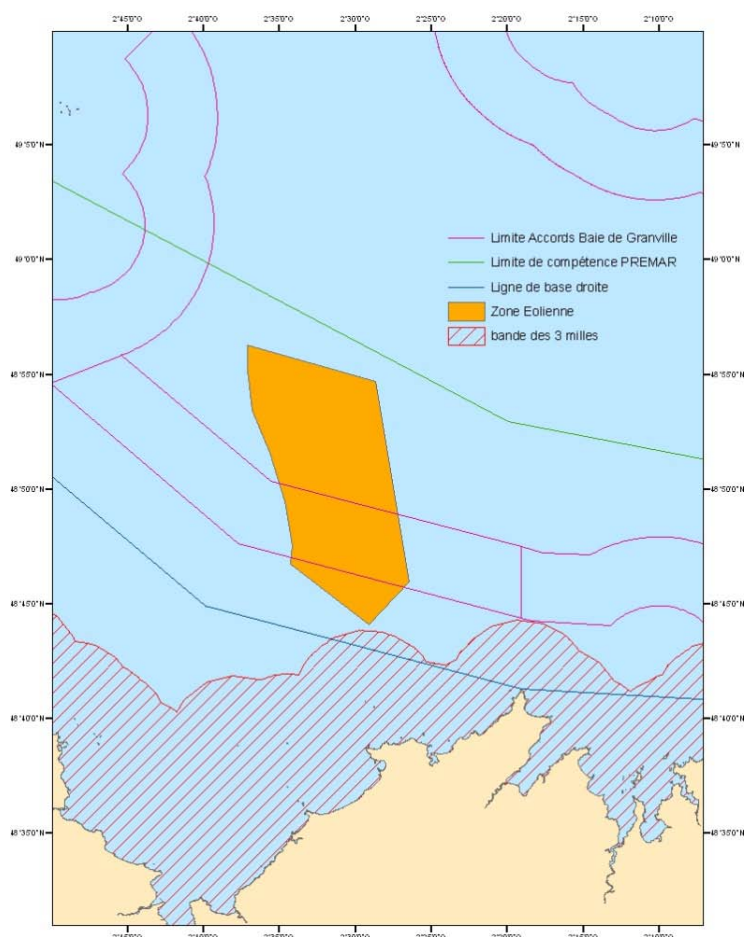 2°45'0"O 2°40'0"O 2°35'0"O 2°30'0"O 2°25'0"O 2°20'0"O 2°15'0"O 2°10'0"O
49°5'0"N
Limite Accords Baie de Granville
49°0'0"N
Limite de compétence PREMAR
Ligne de base droite
Zone Eolienne
bande des 3 milles
48°55'0"N
48°50'0"N
48°45'0"N
48°40'0"N
48°35'0"N